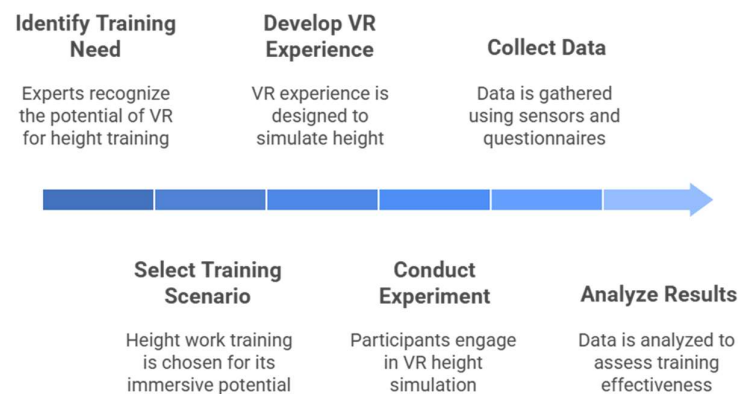 Identify Training
Need
Experts recognize
the potential of VR
for height training
Select Training
Scenario
Height work training
is chosen for its
immersive potential
Develop VR
Experience
VR experience is
designed to
simulate height
Conduct
Experiment
Participants engage
in VR height
simulation
Collect Data
Data is gathered
using sensors and
questionnaires
Analyze Results
Data is analyzed to
assess training
effectiveness